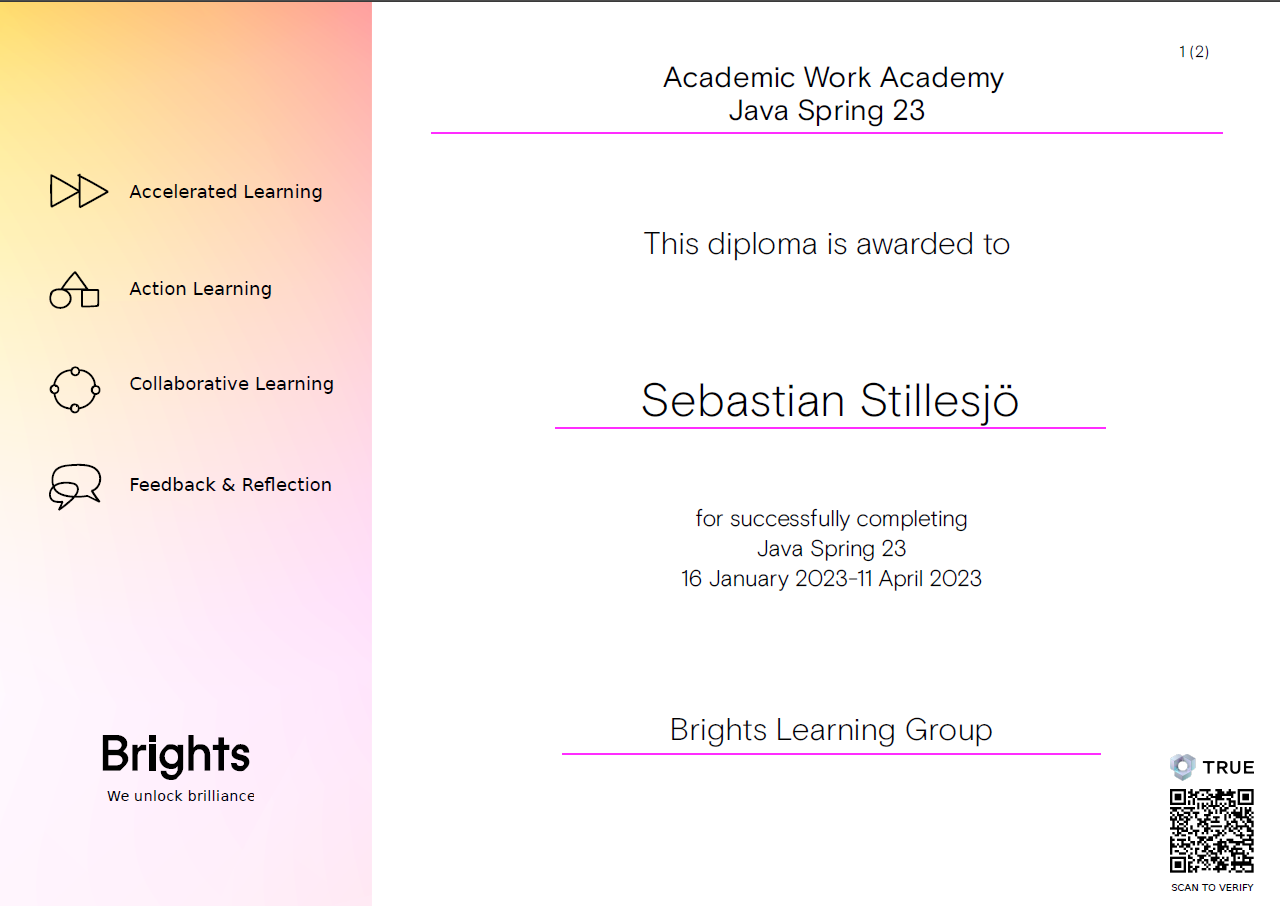 1 (2)
Academic Work Academy
Java Spring 23
Accelerated Learning
This diploma is awarded to
Action Learning
Collaborative Learning
Sebastian Stillesjö
Feedback & Reflection
for successfully completing
Java Spring 23
16 January 2023-11 April 2023
Brights Learning Group
Brights
We unlock brilliance
TRUE
SCAN TO VERIFY